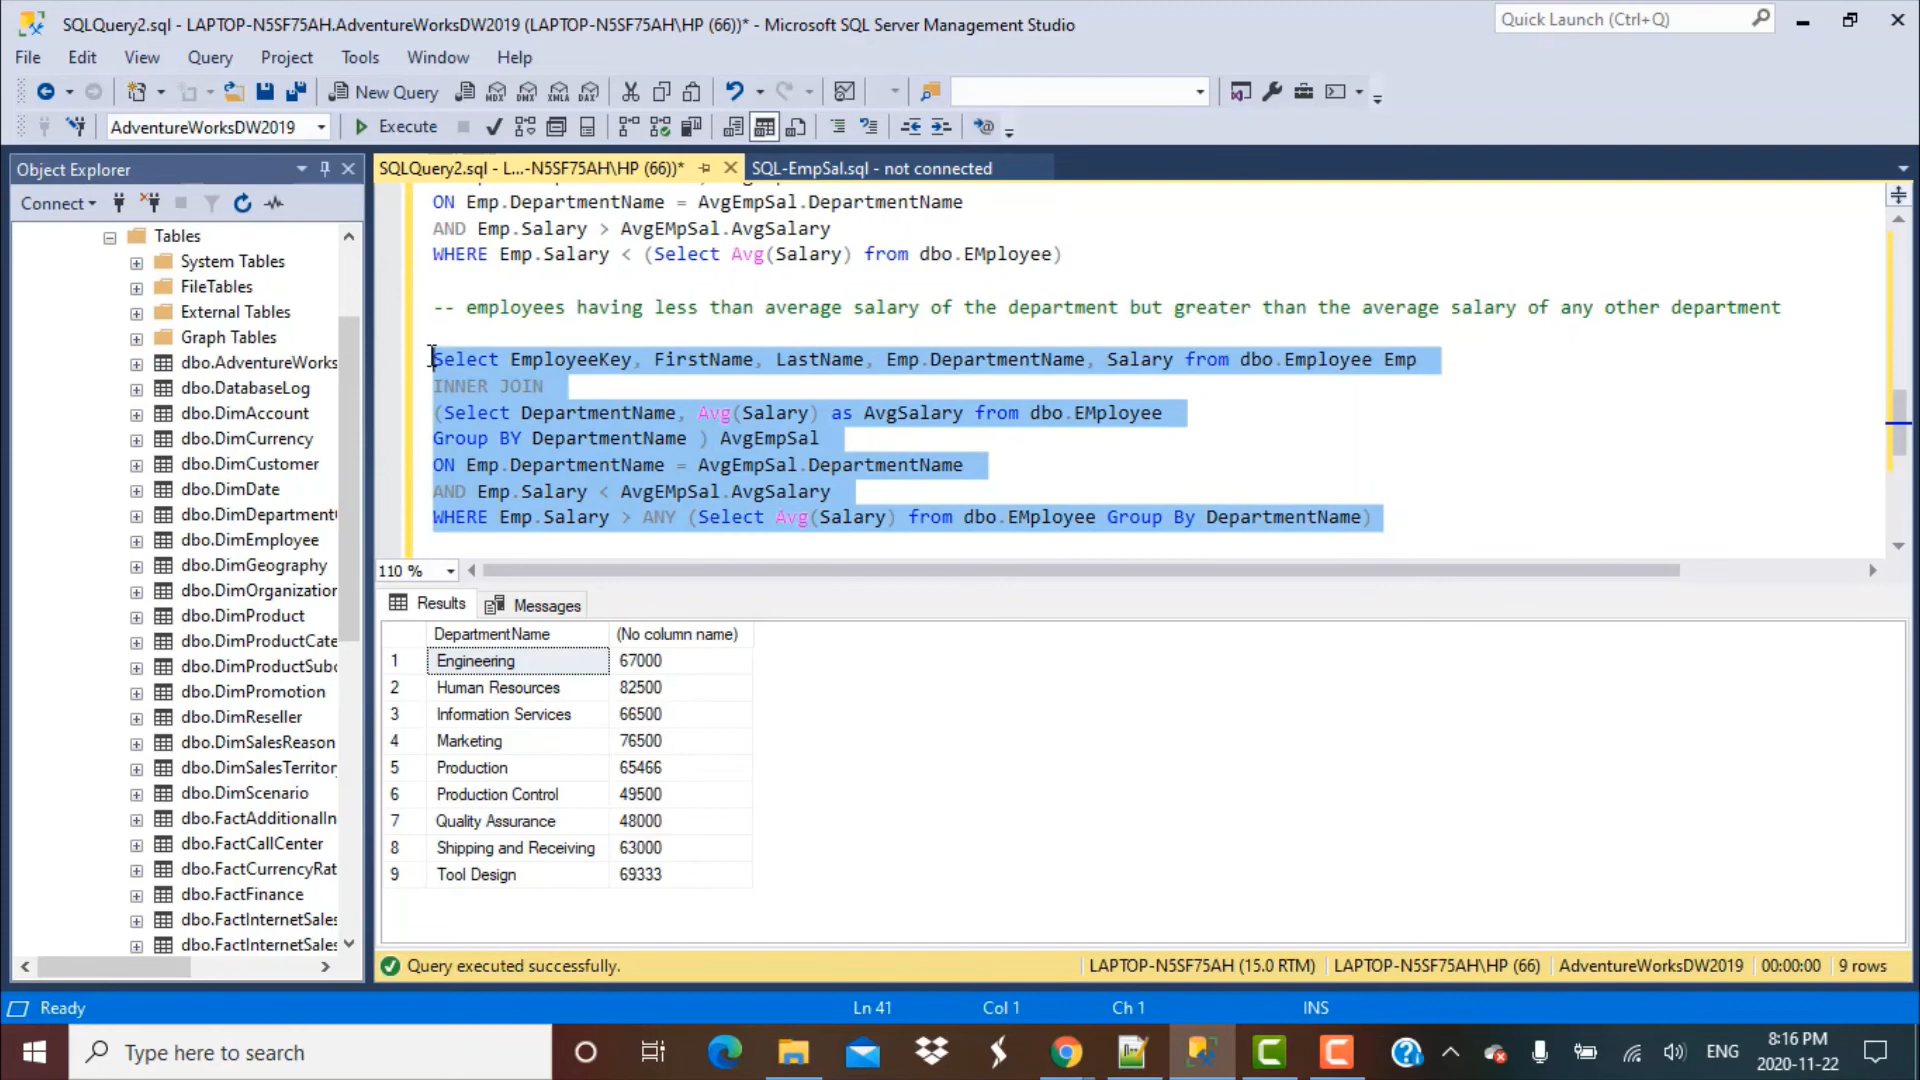 SQLQuery2.sql - LAPTOP-N5SF75AH.AdventureWorksDW2019 (LAPTOP-N5SF75AH\HP (66))* - Microsoft SQL Server Management Studio
Quick Launch (Ctrl+Q)
File Edit View Query Project Tools Window Help
New Query
MDX DMX XMLA DAX
AdventureWorksDW2019
Execute
Object Explorer
SQLQuery2.sql - L...-N5SF75AH\HP (66))*
SQL-EmpSal.sql - not connected
Connect
Tables
System Tables
FileTables
External Tables
Graph Tables
dbo.AdventureWorks
dbo.DatabaseLog
dbo.DimAccount
dbo.DimCurrency
dbo.DimCustomer
dbo.DimDate
dbo.DimDepartment
dbo.DimEmployee
dbo.DimGeography
dbo.DimOrganization
dbo.DimProduct
dbo.DimProductCate
dbo.DimProductSubc
dbo.DimPromotion
dbo.DimReseller
dbo.DimSalesReason
dbo.DimSalesTerritor
dbo.DimScenario
dbo.FactAdditionalIn
dbo.FactCallCenter
dbo.FactCurrencyRat
dbo.FactFinance
dbo.FactInternetSales
dbo.FactInternetSales
ON Emp.DepartmentName = AvgEmpSal.DepartmentName
AND Emp.Salary > AvgEMpSal.AvgSalary
WHERE Emp.Salary < (Select Avg(Salary) from dbo.EMployee)
-- employees having less than average salary of the department but greater than the average salary of any other department
Select EmployeeKey, FirstName, LastName, Emp.DepartmentName, Salary from dbo.Employee Emp
INNER JOIN
(Select DepartmentName, Avg(Salary) as AvgSalary from dbo.EMployee
Group BY DepartmentName ) AvgEmpSal
ON Emp.DepartmentName = AvgEmpSal.DepartmentName
AND Emp.Salary < AvgEMpSal.AvgSalary
WHERE Emp.Salary > ANY (Select Avg(Salary) from dbo.EMployee Group By DepartmentName)
110 %
Results Messages
DepartmentName (No column name)
1 Engineering 67000
2 Human Resources 82500
3 Information Services 66500
4 Marketing 76500
5 Production 65466
6 Production Control 49500
7 Quality Assurance 48000
8 Shipping and Receiving 63000
9 Tool Design 69333
Query executed successfully.
LAPTOP-N5SF75AH (15.0 RTM) LAPTOP-N5SF75AH\HP (66) AdventureWorksDW2019 00:00:00 9 rows
Ready Ln 41 Col 1 Ch 1 INS
Type here to search
ENG
8:16 PM
2020-11-22